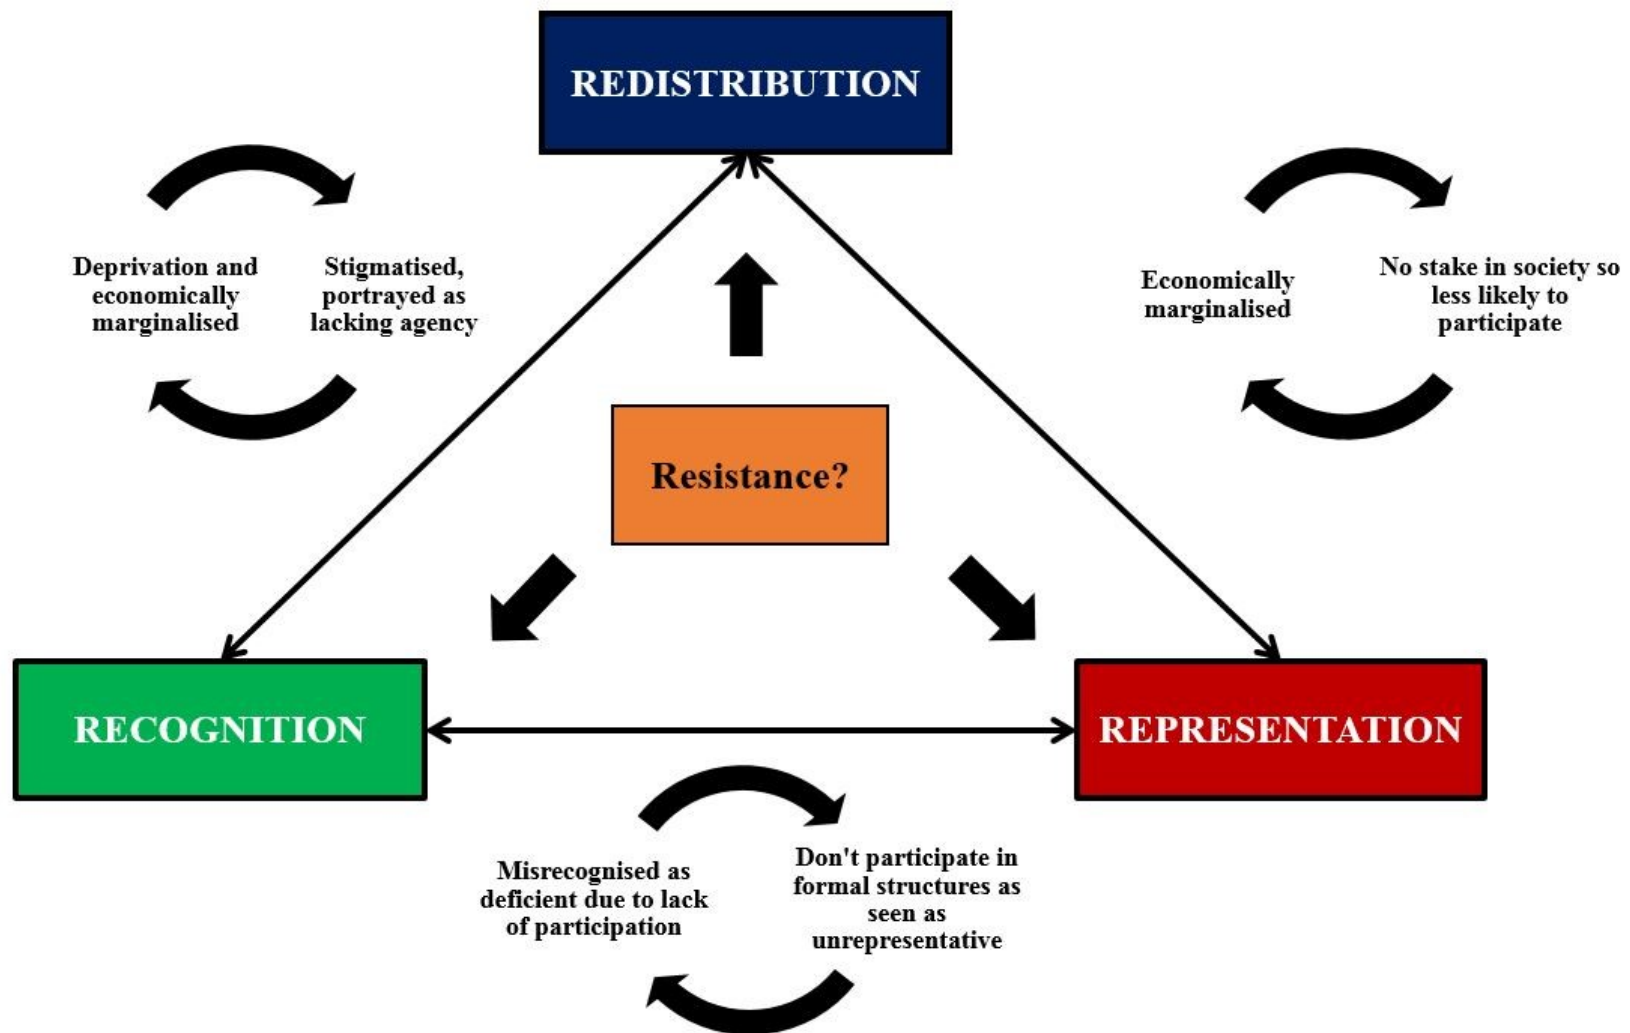 REDISTRIBUTION
Deprivation and
economically
marginalised
Stigmatised,
portrayed as
lacking agency
Economically
marginalised
No stake in society so
less likely to
participate
Resistance?
RECOGNITION
REPRESENTATION
Misrecognised as
deficient due to lack
of participation
Don't participate in
formal structures as
seen as
unrepresentative